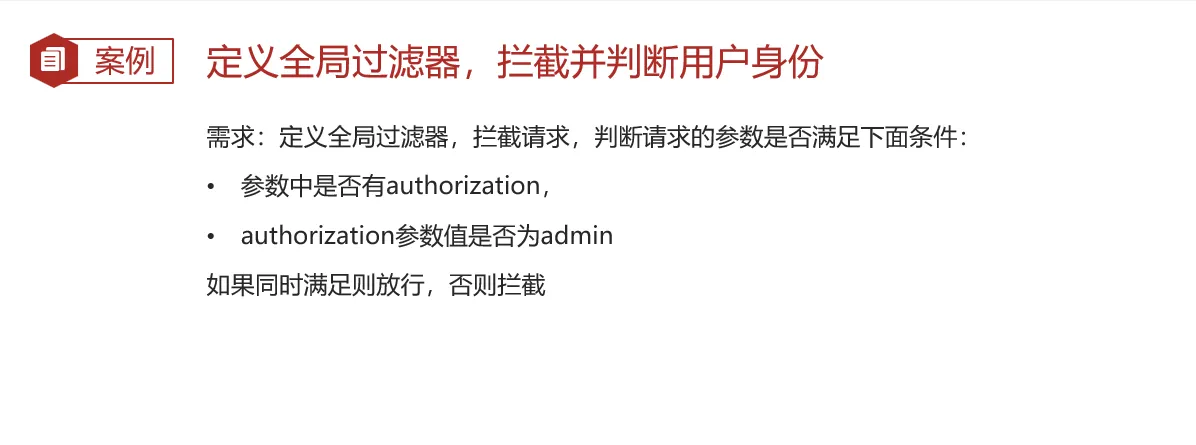 案例
定义全局过滤器，拦截并判断用户身份
需求：定义全局过滤器，拦截请求，判断请求的参数是否满足下面条件：
• 参数中是否有authorization，
• authorization参数值是否为admin
如果同时满足则放行，否则拦截